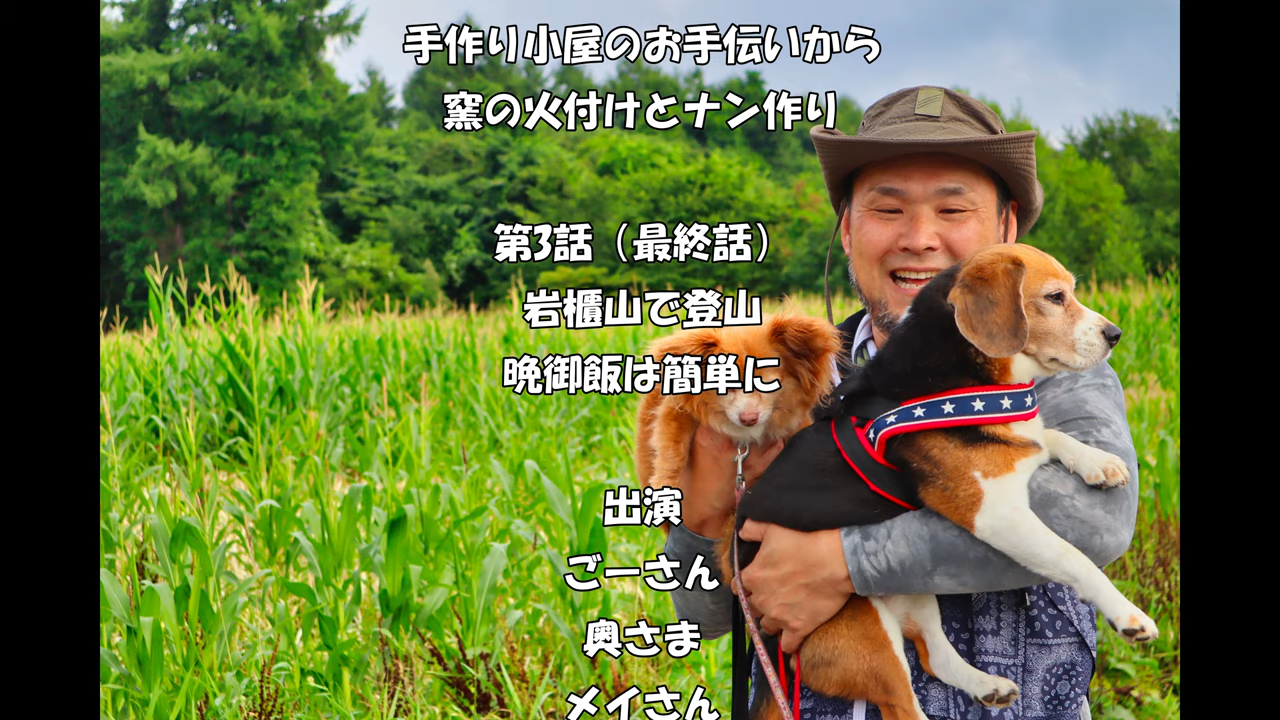 手作り小屋のお手伝いから
窯の火付けとナン作り
第3話（最終話）
岩櫃山で登山
晩御飯は簡単に
出演
ごーさん
奥さま
メイさん